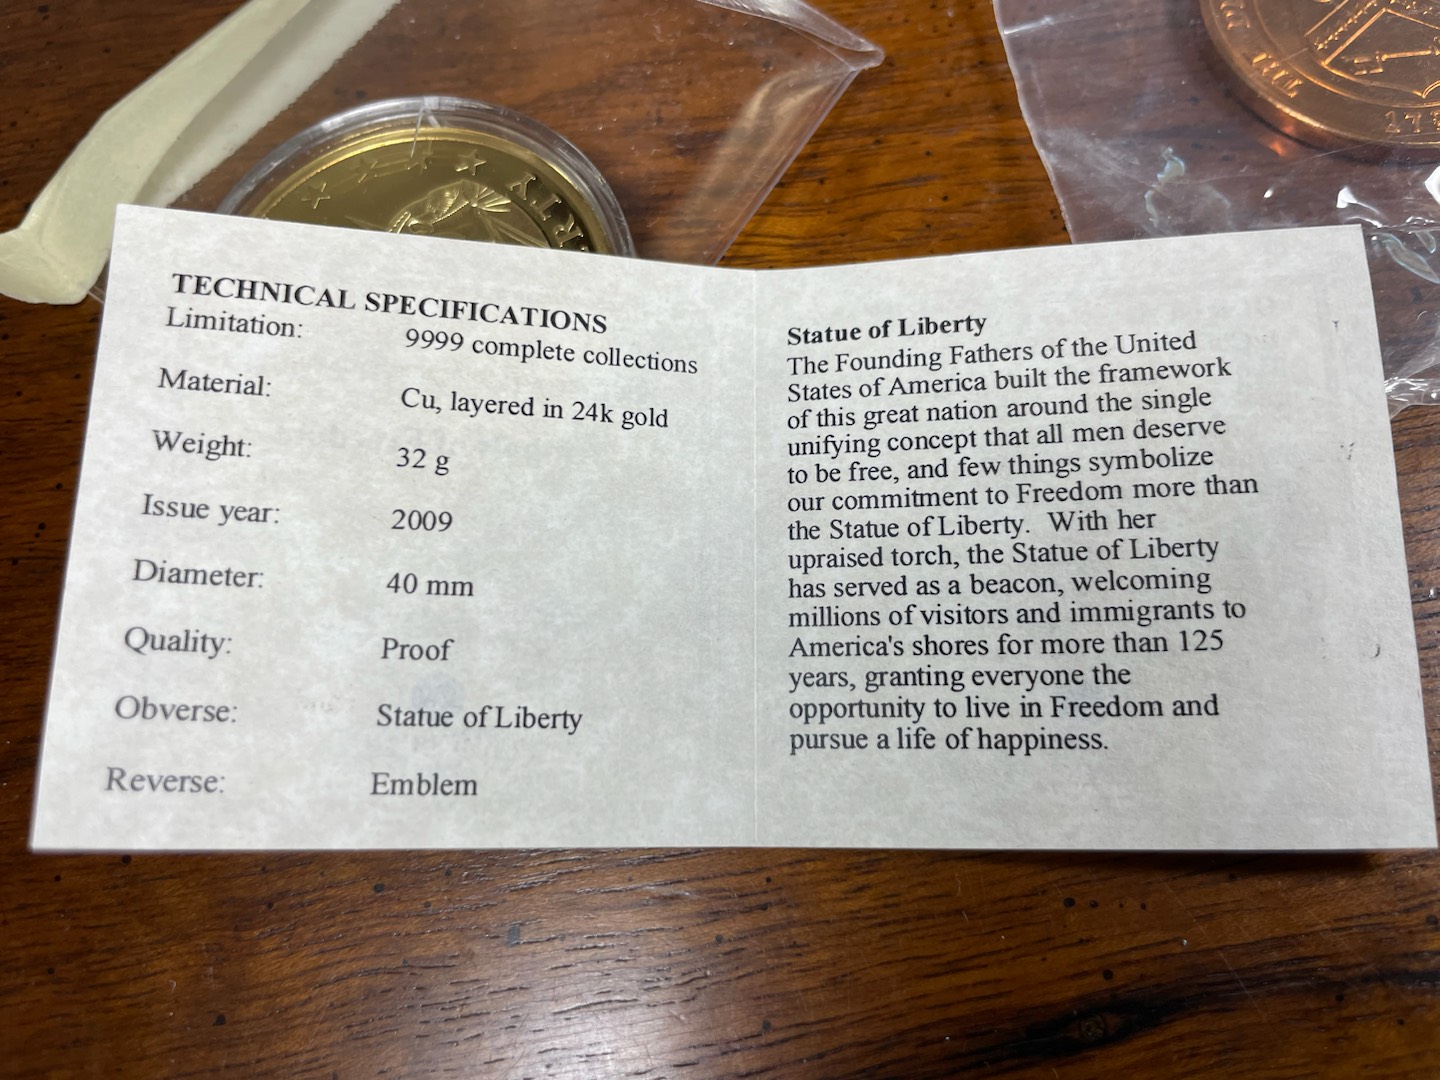 RTY
THE D
178
TECHNICAL SPECIFICATIONS
Limitation: 9999 complete collections
Material: Cu, layered in 24k gold
Weight: 32 g
Issue year: 2009
Diameter: 40 mm
Quality: Proof
Obverse: Statue of Liberty
Reverse: Emblem
Statue of Liberty
The Founding Fathers of the United
States of America built the framework
of this great nation around the single
unifying concept that all men deserve
to be free, and few things symbolize
our commitment to Freedom more than
the Statue of Liberty.  With her
upraised torch, the Statue of Liberty
has served as a beacon, welcoming
millions of visitors and immigrants to
America's shores for more than 125
years, granting everyone the
opportunity to live in Freedom and
pursue a life of happiness.